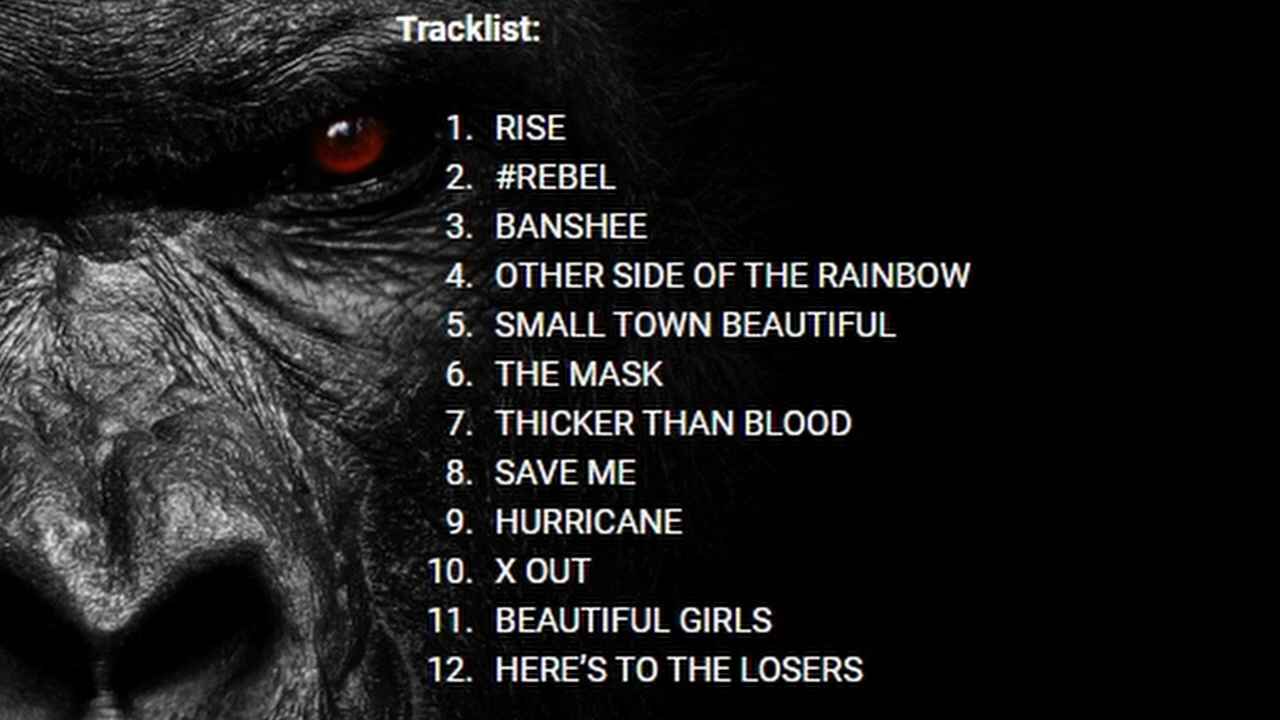 Tracklist:
1. RISE
2. #REBEL
3. BANSHEE
4. OTHER SIDE OF THE RAINBOW
5. SMALL TOWN BEAUTIFUL
6. THE MASK
7. THICKER THAN BLOOD
8. SAVE ME
9. HURRICANE
10. X OUT
11. BEAUTIFUL GIRLS
12. HERE’S TO THE LOSERS